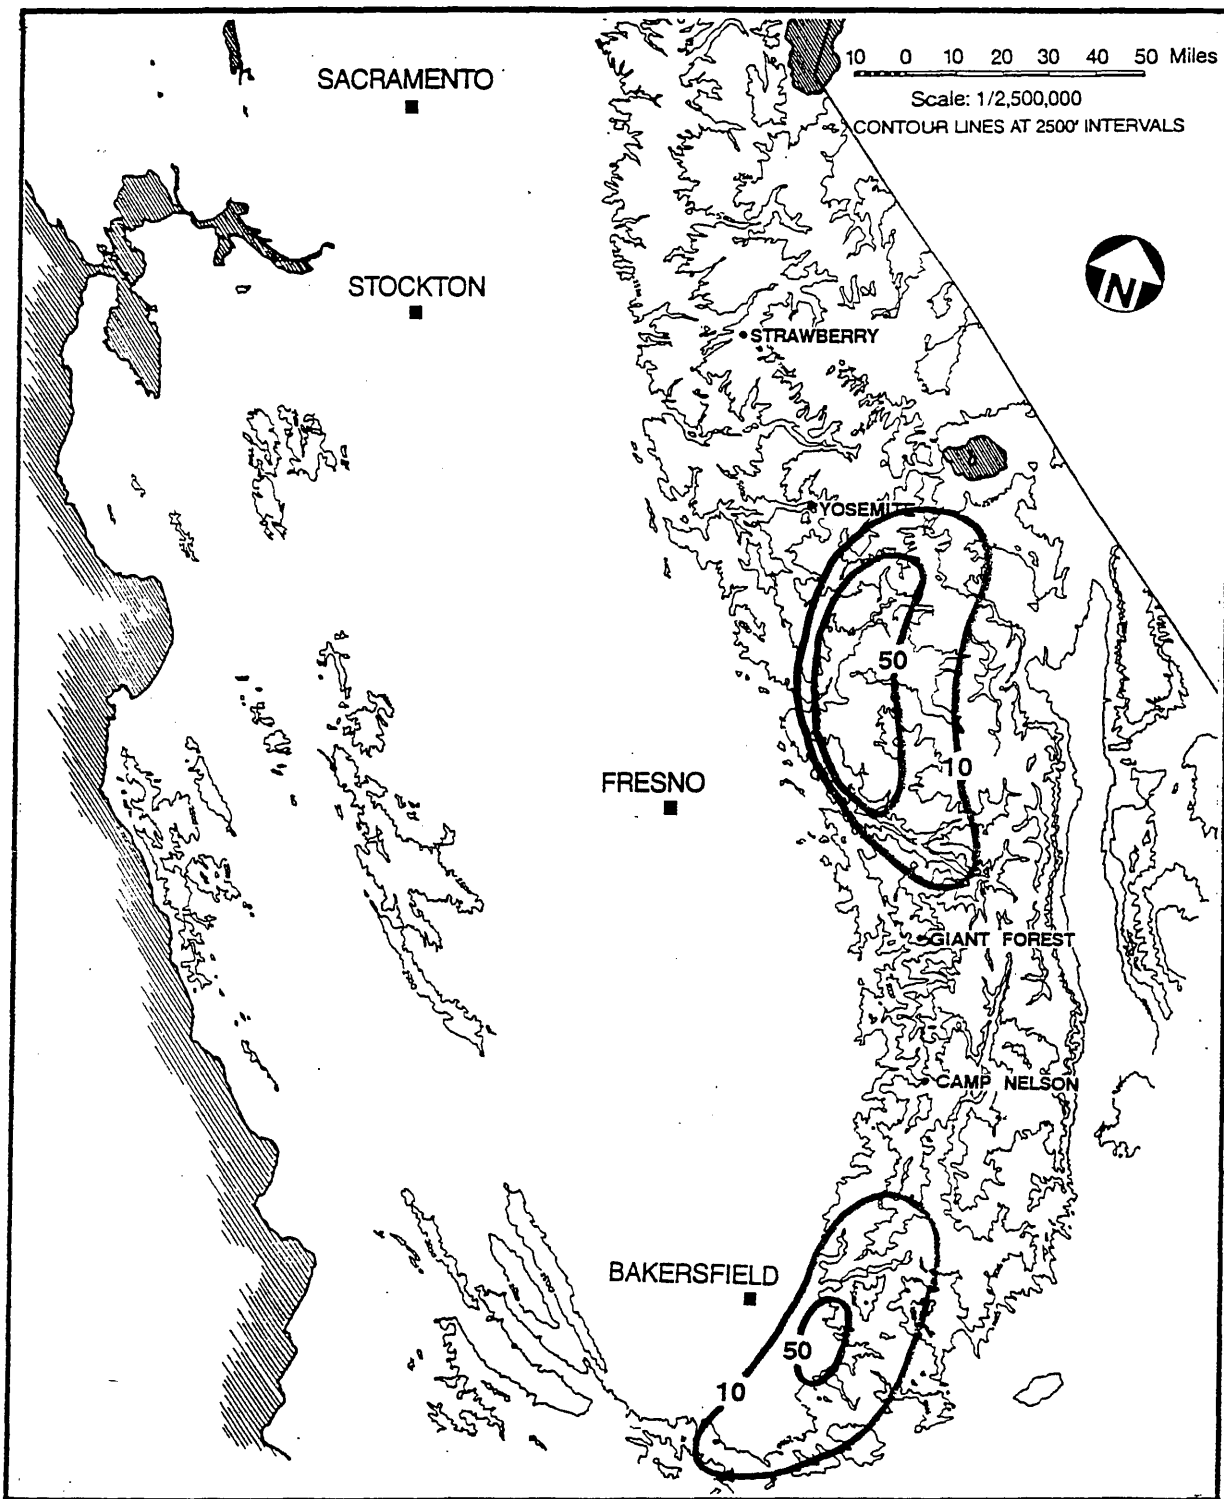 10 0 10 20 30 40 50 Miles
Scale: 1/2,500,000
CONTOUR LINES AT 2500' INTERVALS
SACRAMENTO
N
STOCKTON
STRAWBERRY
YOSEMITE
50
10
FRESNO
GIANT FOREST
CAMP NELSON
BAKERSFIELD
50
10